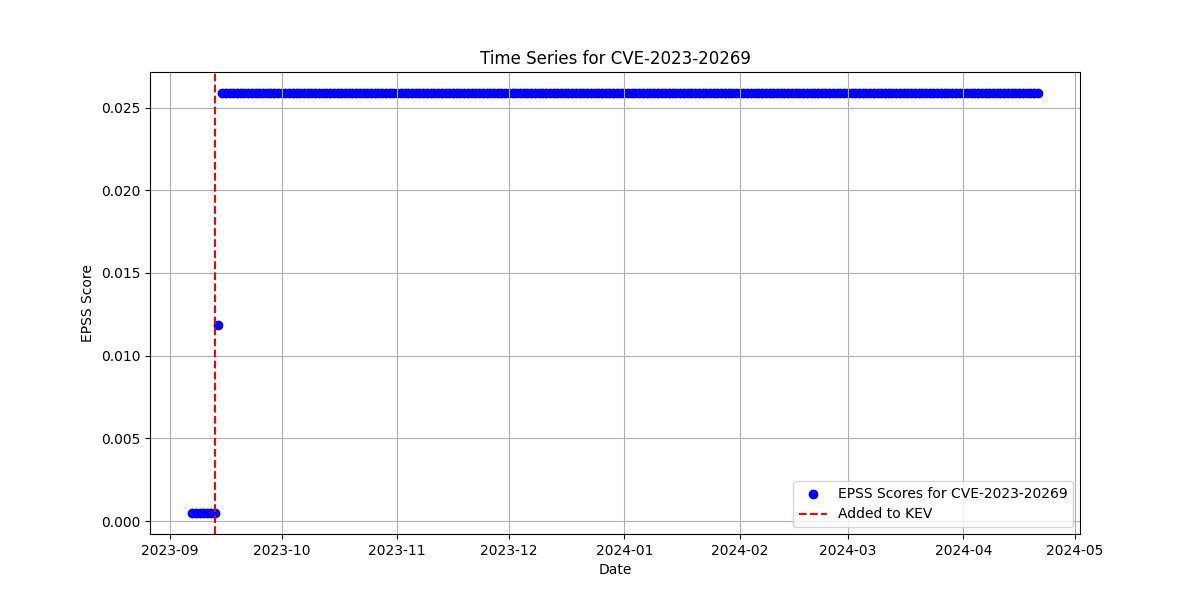 Time Series for CVE-2023-20269
EPSS Score
0.025
0.020
0.015
0.010
0.005
0.000
EPSS Scores for CVE-2023-20269
Added to KEV
2023-09 2023-10 2023-11 2023-12 2024-01 2024-02 2024-03 2024-04 2024-05
Date